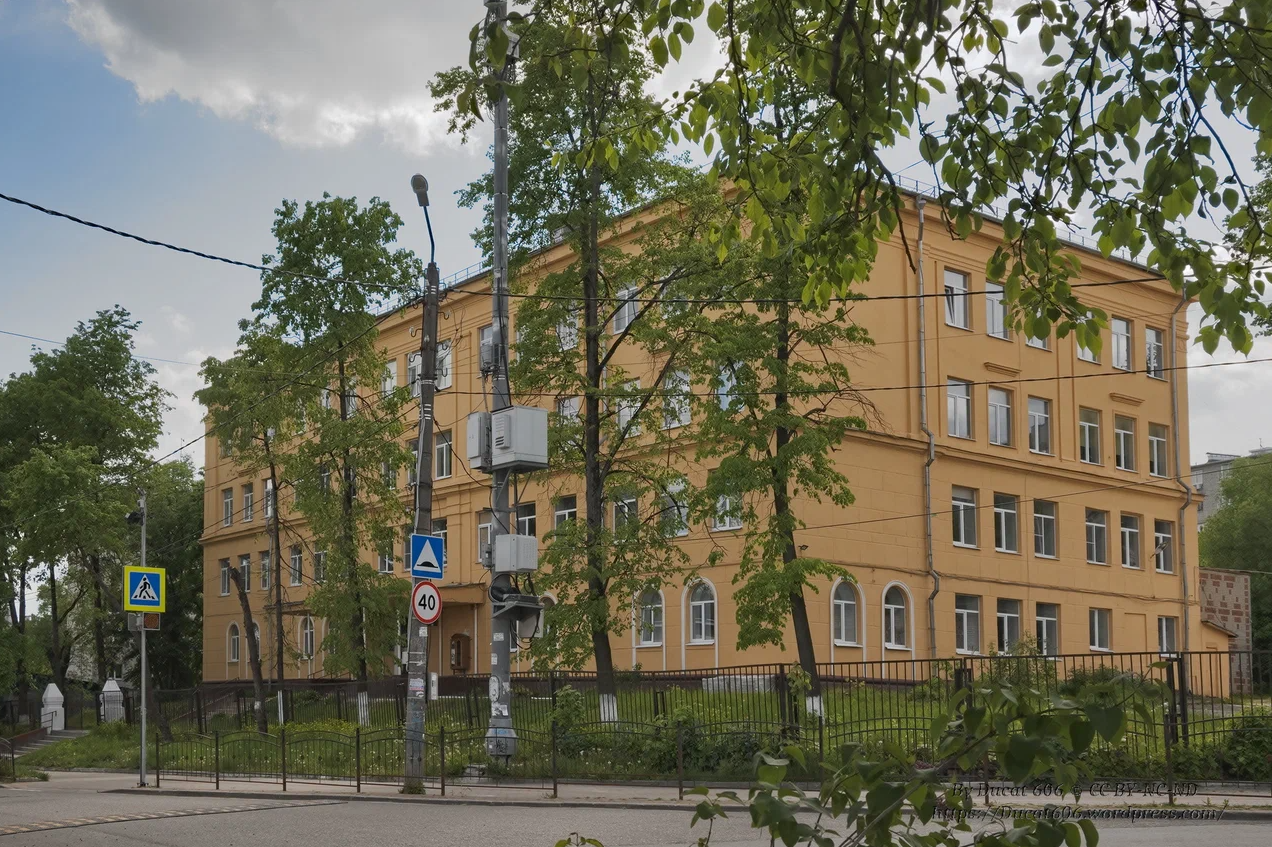 40
By Ducat 606 © CC BY-NC-ND
https://Ducat606.wordpress.com/